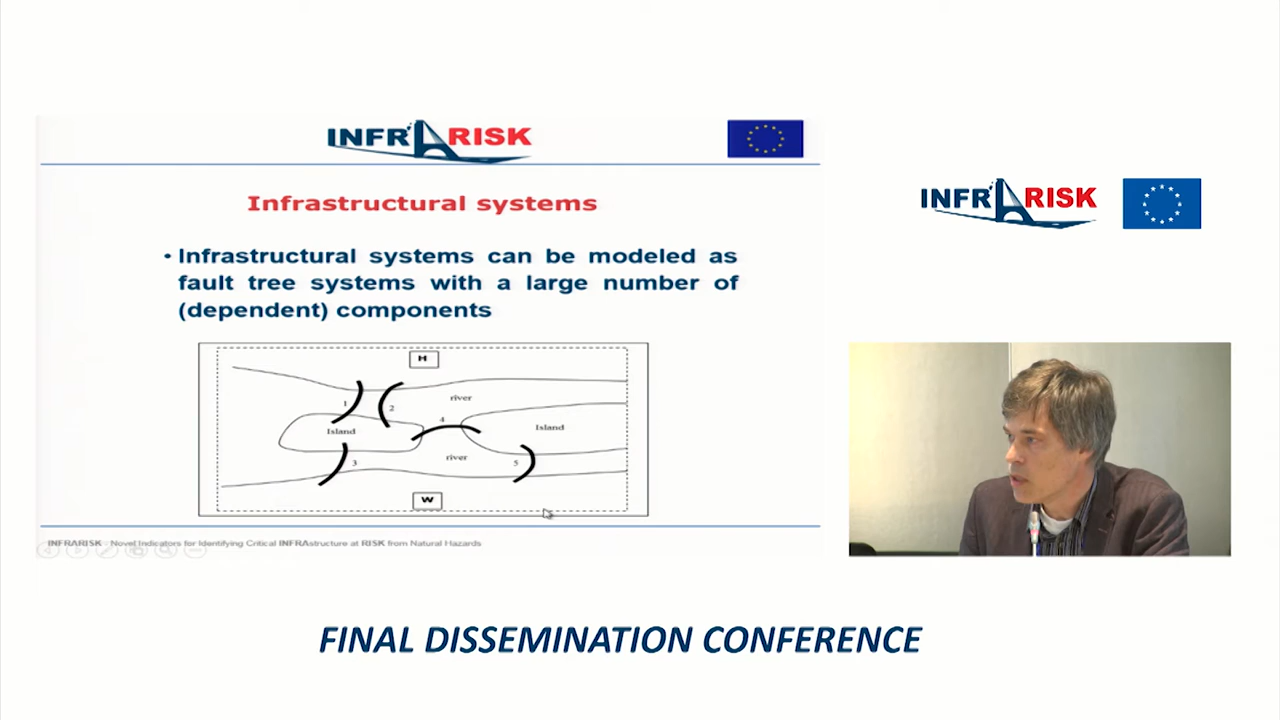 INFRARISK
Infrastructural systems
• Infrastructural systems can be modeled as
fault tree systems with a large number of
(dependent) components
H
1
2
river
4
Island
Island
3
river
5
W
INFRARISK - Novel Indicators for Identifying Critical INFRAstructure at RISK from Natural Hazards
INFRARISK
FINAL DISSEMINATION CONFERENCE